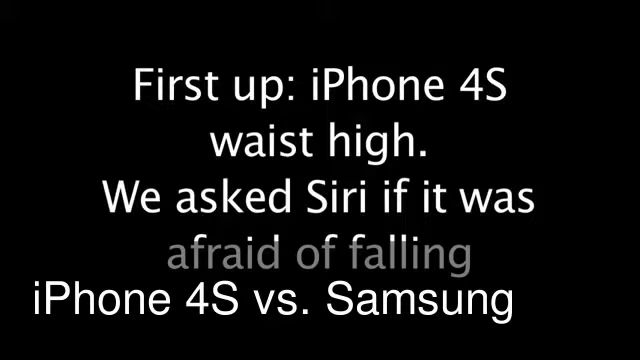 First up: iPhone 4S
waist high.
We asked Siri if it was
afraid of falling
iPhone 4S vs. Samsung